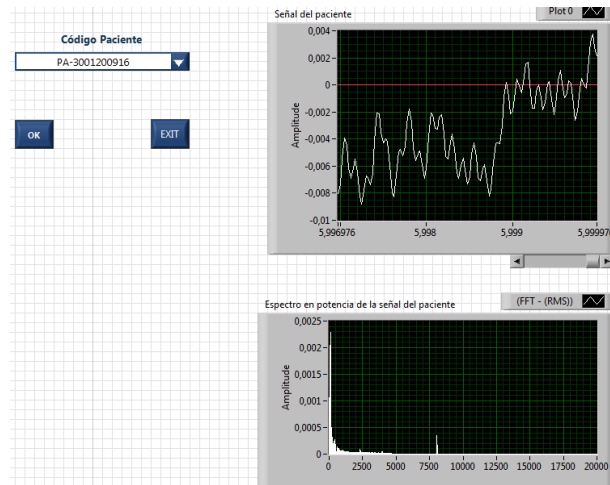 Código Paciente
PA-3001200916
OK
EXIT
Señal del paciente
Plot 0
Amplitude
0,004
0,002
0
-0,002
-0,004
-0,006
-0,008
-0,01
5,996976 5,998 5,999 5,999976
Espectro en potencia de la señal del paciente
(FFT - (RMS))
Amplitude
0,0025
0,002
0,0015
0,001
0,0005
0
0 2500 5000 7500 10000 12500 15000 17500 20000